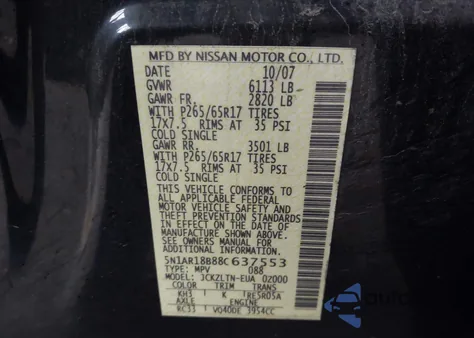 MFD BY NISSAN MOTOR CO., LTD.
DATE 10/07
GVWR 6113 LB
GAWR FR. 2820 LB
WITH P265/65R17 TIRES
17X7.5 RIMS AT 35 PSI
COLD SINGLE
GAWR RR. 3501 LB
WITH P265/65R17 TIRES
17X7.5 RIMS AT 35 PSI
COLD SINGLE
THIS VEHICLE CONFORMS TO
ALL APPLICABLE FEDERAL
MOTOR VEHICLE SAFETY AND
THEFT PREVENTION STANDARDS
IN EFFECT ON THE DATE OF
MANUFACTURE SHOWN ABOVE.
SEE OWNERS MANUAL FOR
ADDITIONAL INFORMATION.
5N1AR18B88C637553
TYPE: MPV 088
MODEL: JCKZLTN-EUA 02000
COLOR TRIM TRANS
KH3 K TRE5R05A
AXLE ENGINE
RC33 VQ40DE 3954CC